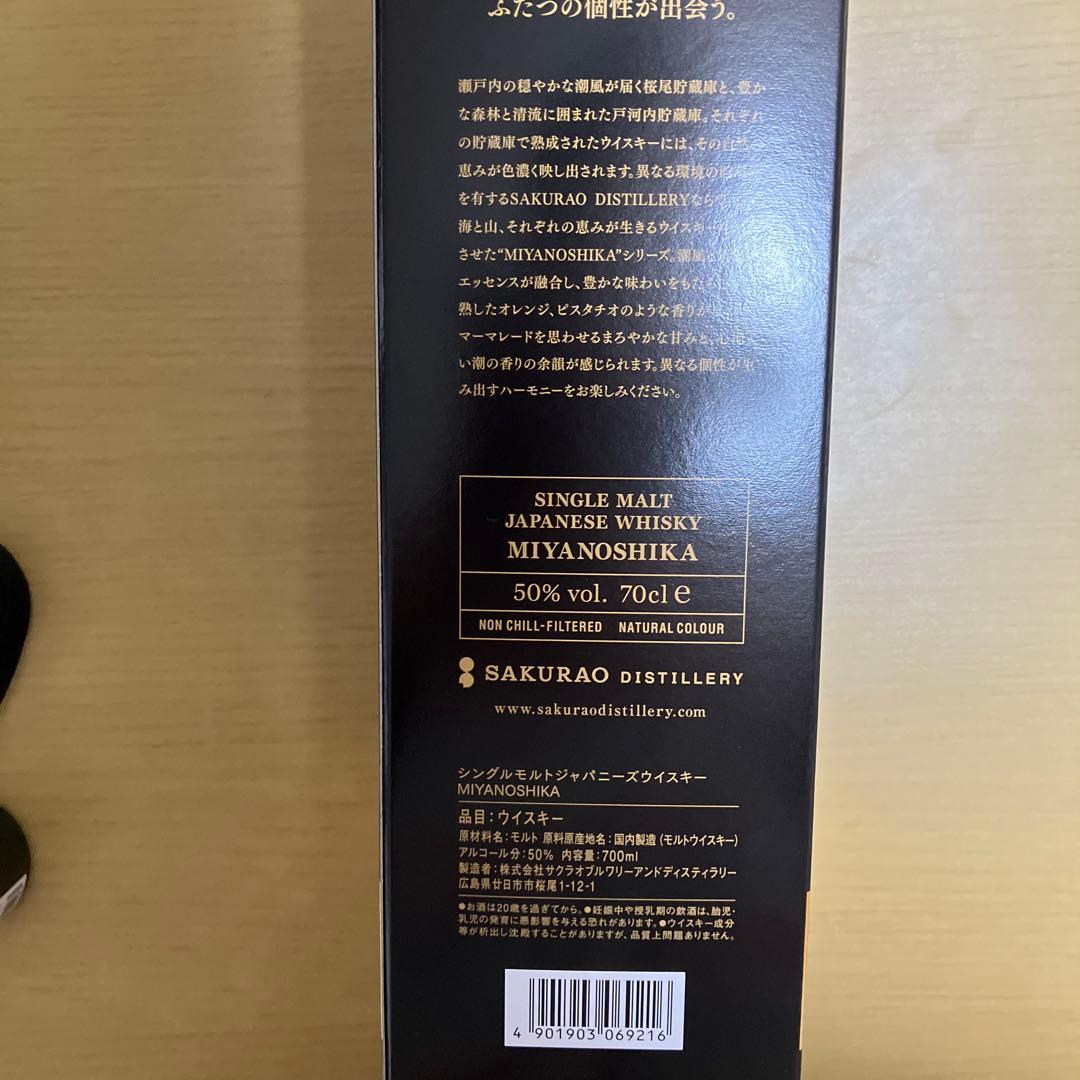 ふたつの個性が出会う。
瀬戸内の穏やかな潮風が届く桜尾貯蔵庫と、豊か
な森林と清流に囲まれた戸河内貯蔵庫。それぞれ
の貯蔵庫で熟成されたウイスキーには、その自然
恵みが色濃く映し出されます。異なる環境の
を有するSAKURAO DISTILLERYなら
海と山、それぞれの恵みが生きるウイスキー
させた“MIYANOSHIKA”シリーズ。潮風
エッセンスが融合し、豊かな味わいをもた
熟したオレンジ、ピスタチオのような香りが
マーマレードを思わせるまろやかな甘みと、心地
い潮の香りの余韻が感じられます。異なる個性が生
み出すハーモニーをお楽しみください。
SINGLE MALT
JAPANESE WHISKY
MIYANOSHIKA
50% vol. 70cl e
NON CHILL-FILTERED NATURAL COLOUR
SAKURAO DISTILLERY
www.sakuraodistillery.com
シングルモルトジャパニーズウイスキー
MIYANOSHIKA
品目：ウイスキー
原材料名：モルト 原料原産地名：国内製造（モルトウイスキー）
アルコール分：50% 内容量：700ml
製造者：株式会社サクラオブルワリーアンドディスティラリー
広島県廿日市市桜尾1-12-1
●お酒は20歳を過ぎてから。●妊娠中や授乳期の飲酒は、胎児・
乳児の発育に悪影響を与える恐れがあります。●ウイスキー成分
等が析出し沈殿することがありますが、品質上問題ありません。
4 901903 069216